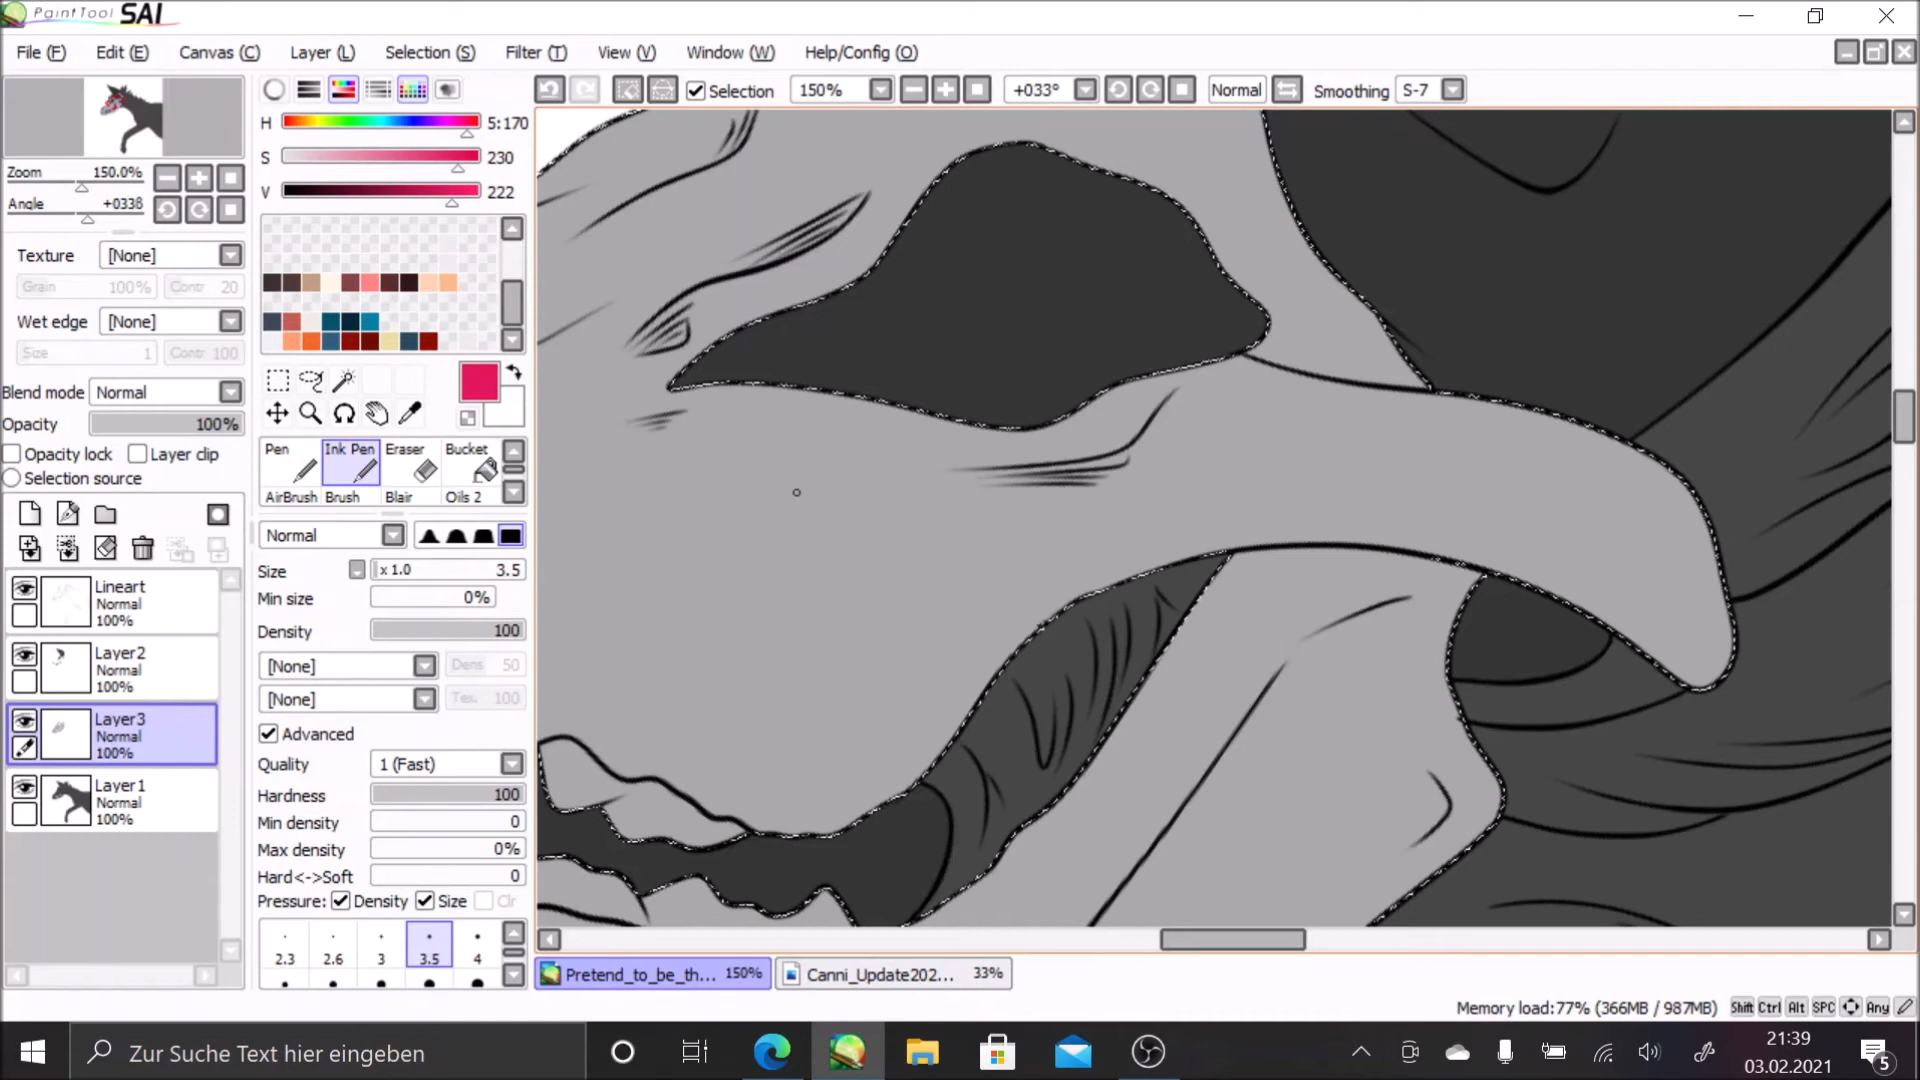 PaintTool SAI
File (F) Edit (E) Canvas (C) Layer (L) Selection (S) Filter (T) View (V) Window (W) Help/Config (O)
Selection 150% +033° Normal Smoothing S-7
H 5:170
S 230
V 222
Zoom 150.0%
Angle +033ß
Texture [None]
Grain 100% Contr 20
Wet edge [None]
Size 1 Contr 100
Blend mode Normal
Opacity 100%
Opacity lock Layer clip
Selection source
Lineart
Normal
100%
Layer2
Normal
100%
Layer3
Normal
100%
Layer1
Normal
100%
Pen Ink Pen Eraser Bucket
AirBrush Brush Blair Oils 2
Normal
Size x 1.0 3.5
Min size 0%
Density 100
[None] Dens 50
[None] Tex. 100
Advanced
Quality 1 (Fast)
Hardness 100
Min density 0
Max density 0%
Hard<->Soft 0
Pressure: Density Size Clr
2.3 2.6 3 3.5 4
Pretend_to_be_th... 150% Canni_Update202... 33%
Memory load:77% (366MB / 987MB) Shift Ctrl Alt SPC Any
Zur Suche Text hier eingeben
21:39
03.02.2021
5